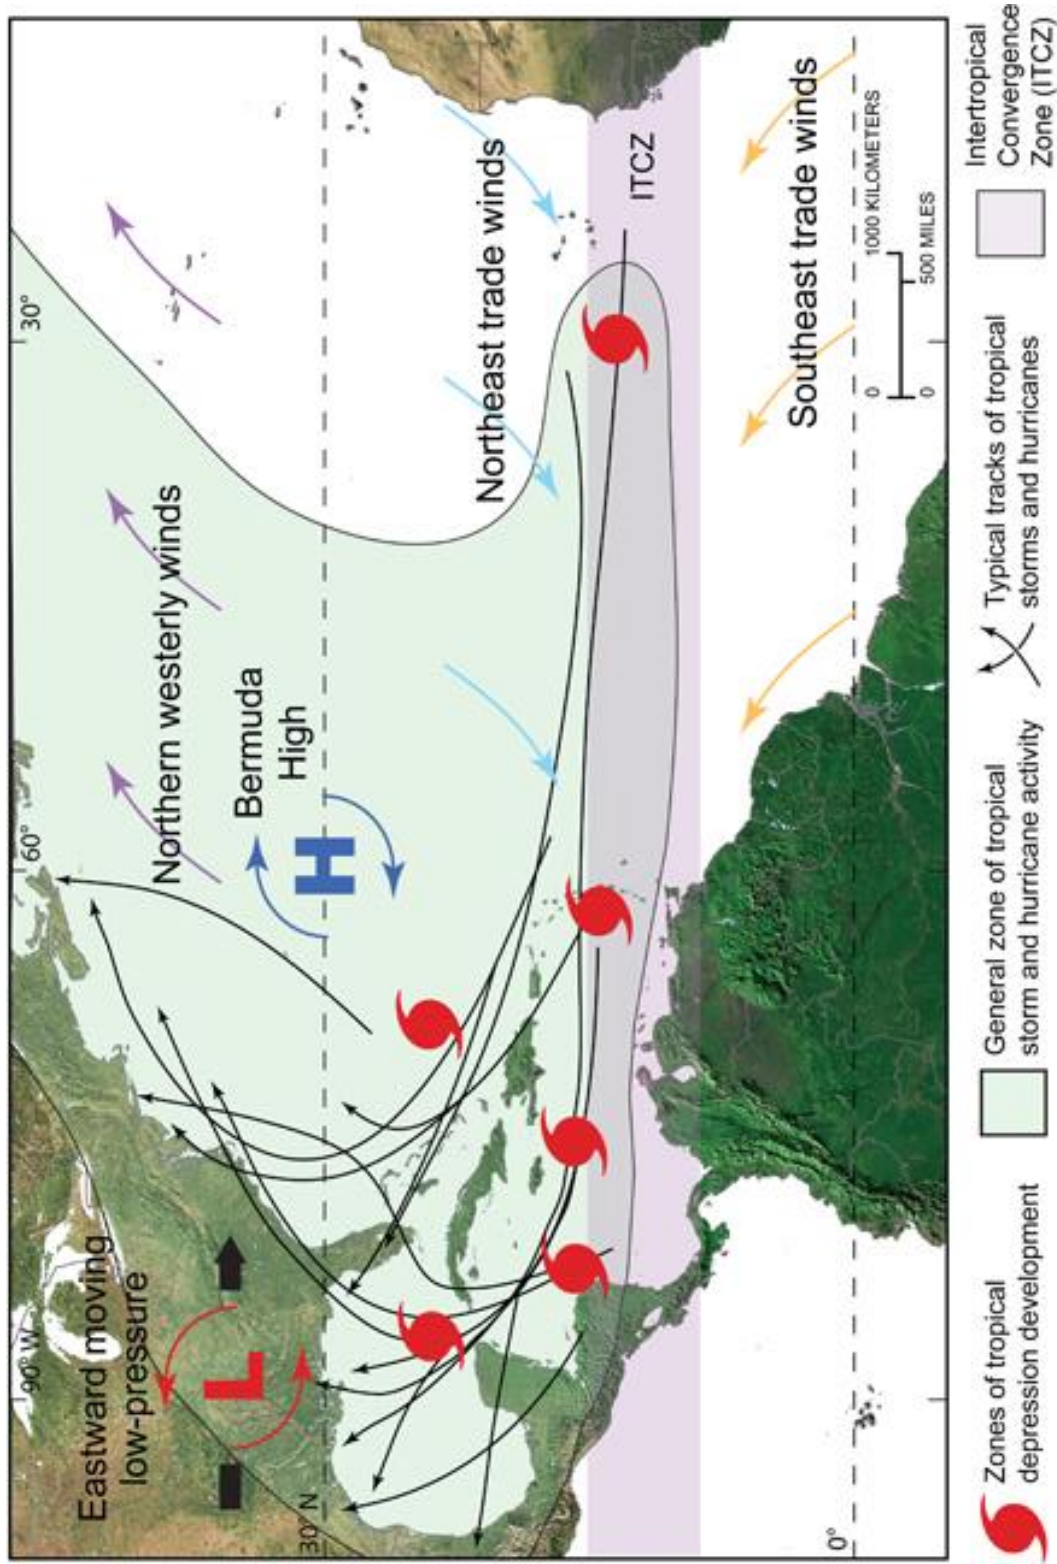 90° W
60°
30°
Eastward moving
low-pressure
L
Northern westerly winds
Bermuda
High
H
30° N
Northeast trade winds
ITCZ
Southeast trade winds
0 1000 KILOMETERS
0 500 MILES
0°
Zones of tropical
depression development
General zone of tropical
storm and hurricane activity
Typical tracks of tropical
storms and hurricanes
Intertropical
Convergence
Zone (ITCZ)